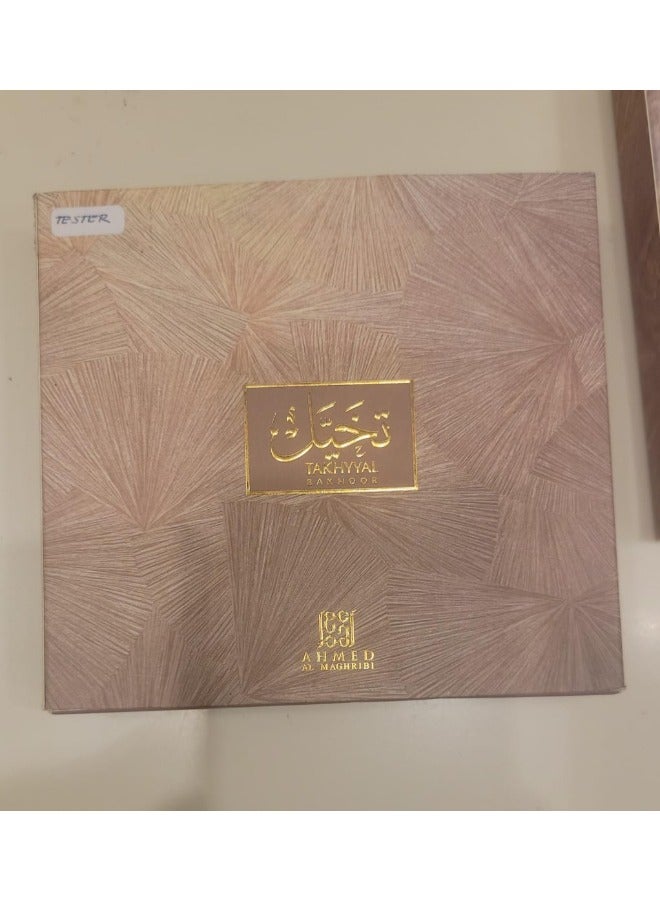 TESTER
تخيّل
TAKHYYAL
BAKHOOR
AHMED
AL MAGHRIBI